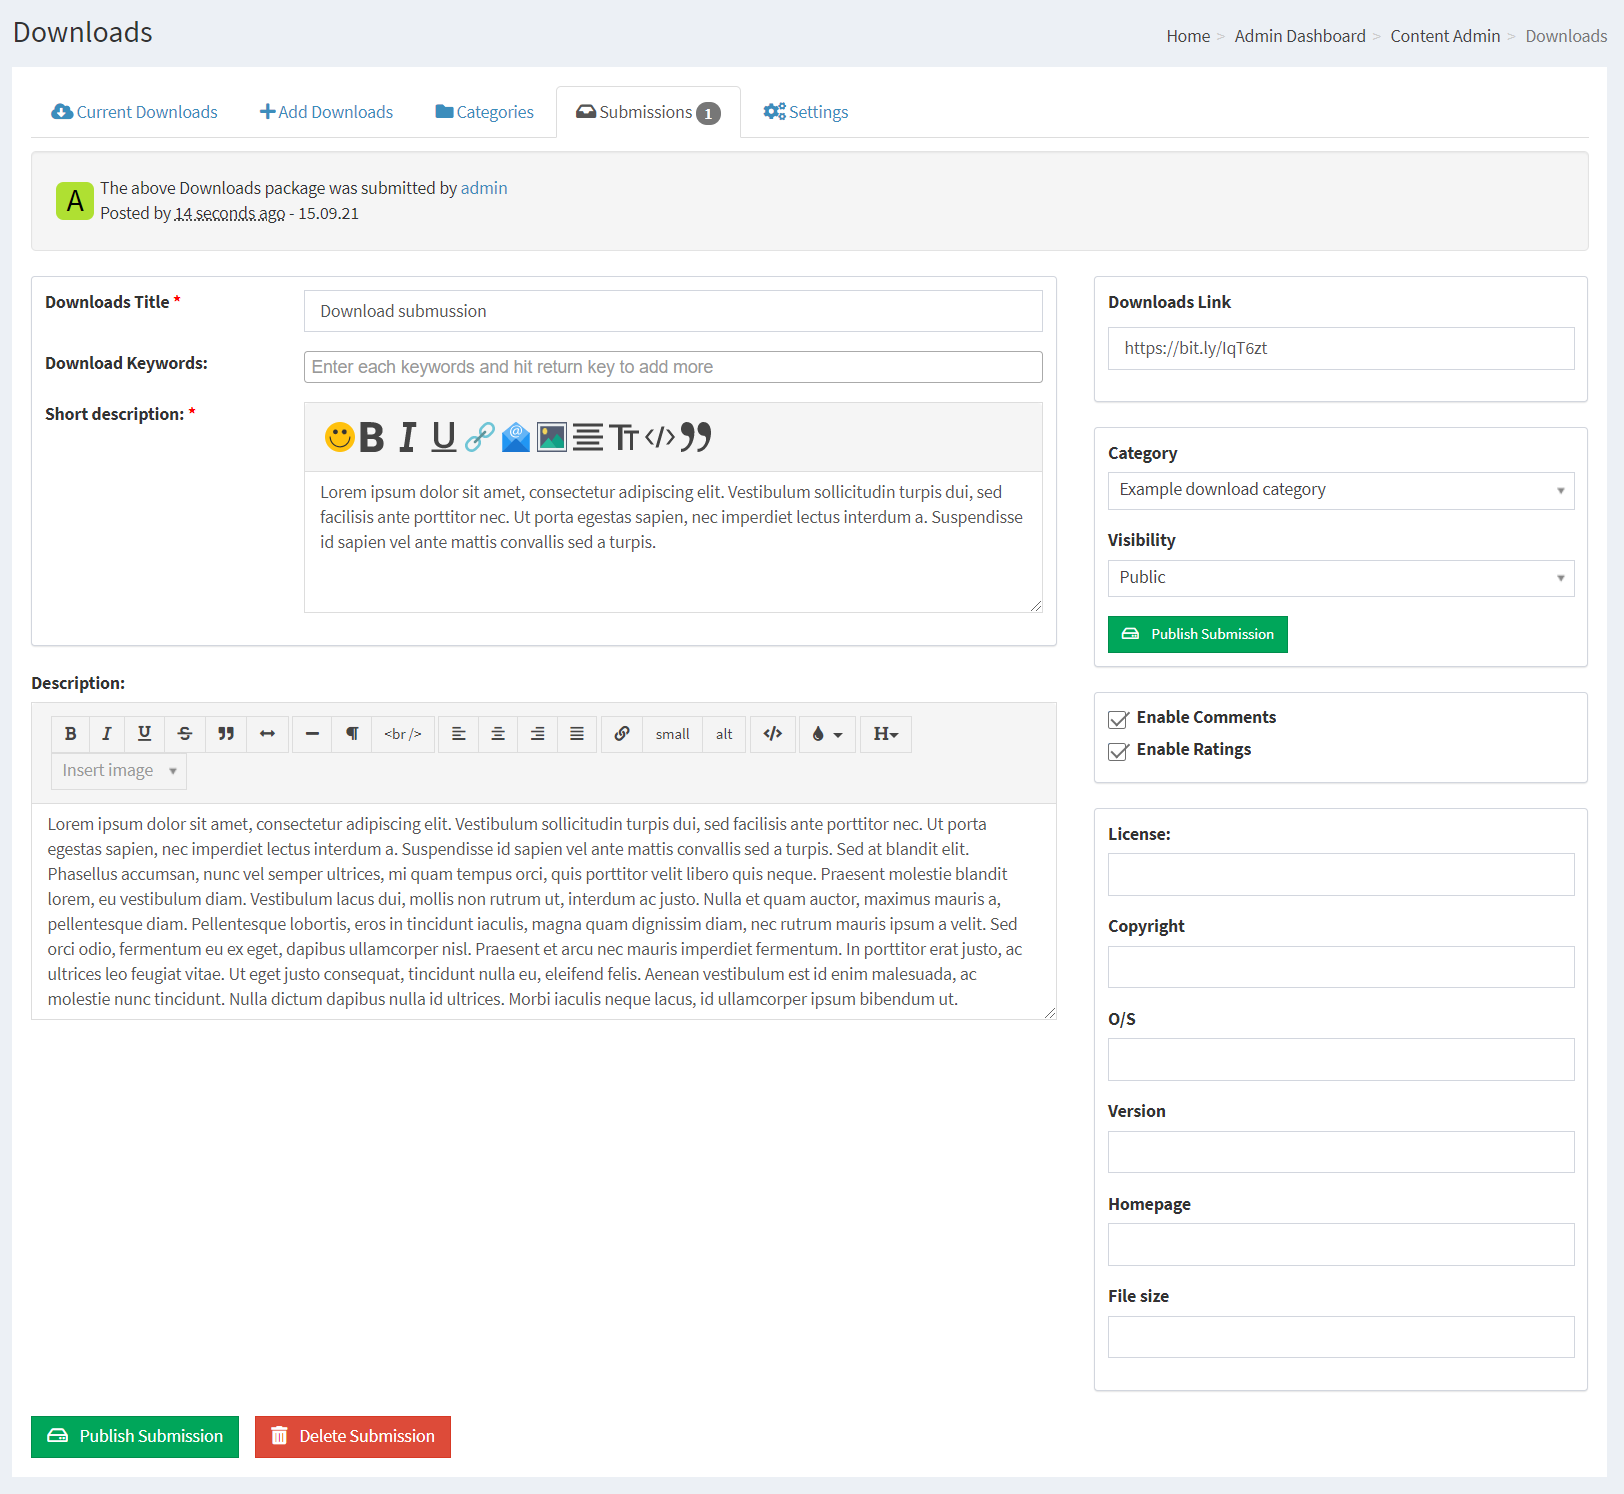 Downloads
Home > Admin Dashboard > Content Admin > Downloads
Current Downloads
Add Downloads
Categories
Submissions 1
Settings
A
The above Downloads package was submitted by admin
Posted by 14 seconds ago - 15.09.21
Downloads Title *
Download submussion
Download Keywords:
Enter each keywords and hit return key to add more
Short description: *
Lorem ipsum dolor sit amet, consectetur adipiscing elit. Vestibulum sollicitudin turpis dui, sed
facilisis ante porttitor nec. Ut porta egestas sapien, nec imperdiet lectus interdum a. Suspendisse
id sapien vel ante mattis convallis sed a turpis.
Description:
<br /> small alt H
Insert image
Lorem ipsum dolor sit amet, consectetur adipiscing elit. Vestibulum sollicitudin turpis dui, sed facilisis ante porttitor nec. Ut porta
egestas sapien, nec imperdiet lectus interdum a. Suspendisse id sapien vel ante mattis convallis sed a turpis. Sed at blandit elit.
Phasellus accumsan, nunc vel semper ultrices, mi quam tempus orci, quis porttitor velit libero quis neque. Praesent molestie blandit
lorem, eu vestibulum diam. Vestibulum lacus dui, mollis non rutrum ut, interdum ac justo. Nulla et quam auctor, maximus mauris a,
pellentesque diam. Pellentesque lobortis, eros in tincidunt iaculis, magna quam dignissim diam, nec rutrum mauris ipsum a velit. Sed
orci odio, fermentum eu ex eget, dapibus ullamcorper nisl. Praesent et arcu nec mauris imperdiet fermentum. In porttitor erat justo, ac
ultrices leo feugiat vitae. Ut eget justo consequat, tincidunt nulla eu, eleifend felis. Aenean vestibulum est id enim malesuada, ac
molestie nunc tincidunt. Nulla dictum dapibus nulla id ultrices. Morbi iaculis neque lacus, id ullamcorper ipsum bibendum ut.
Downloads Link
https://bit.ly/IqT6zt
Category
Example download category
Visibility
Public
Publish Submission
Enable Comments
Enable Ratings
License:
Copyright
O/S
Version
Homepage
File size
Publish Submission
Delete Submission